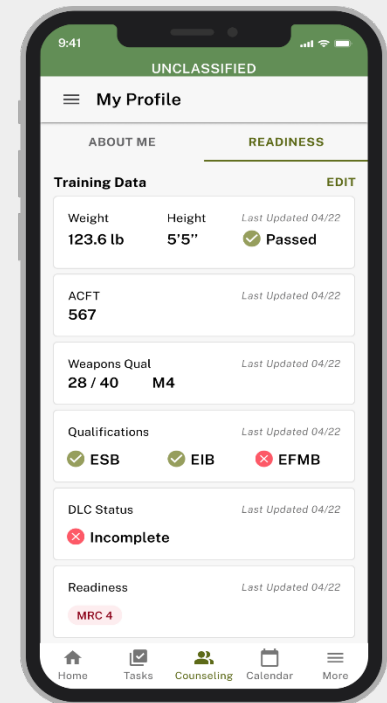 9:41
UNCLASSIFIED
My Profile
ABOUT ME READINESS
Training Data EDIT
Weight Height Last Updated 04/22
123.6 lb 5'5’’ Passed
ACFT Last Updated 04/22
567
Weapons Qual Last Updated 04/22
28 / 40 M4
Qualifications Last Updated 04/22
ESB EIB EFMB
DLC Status Last Updated 04/22
Incomplete
Readiness Last Updated 04/22
MRC 4
Home Tasks Counseling Calendar More